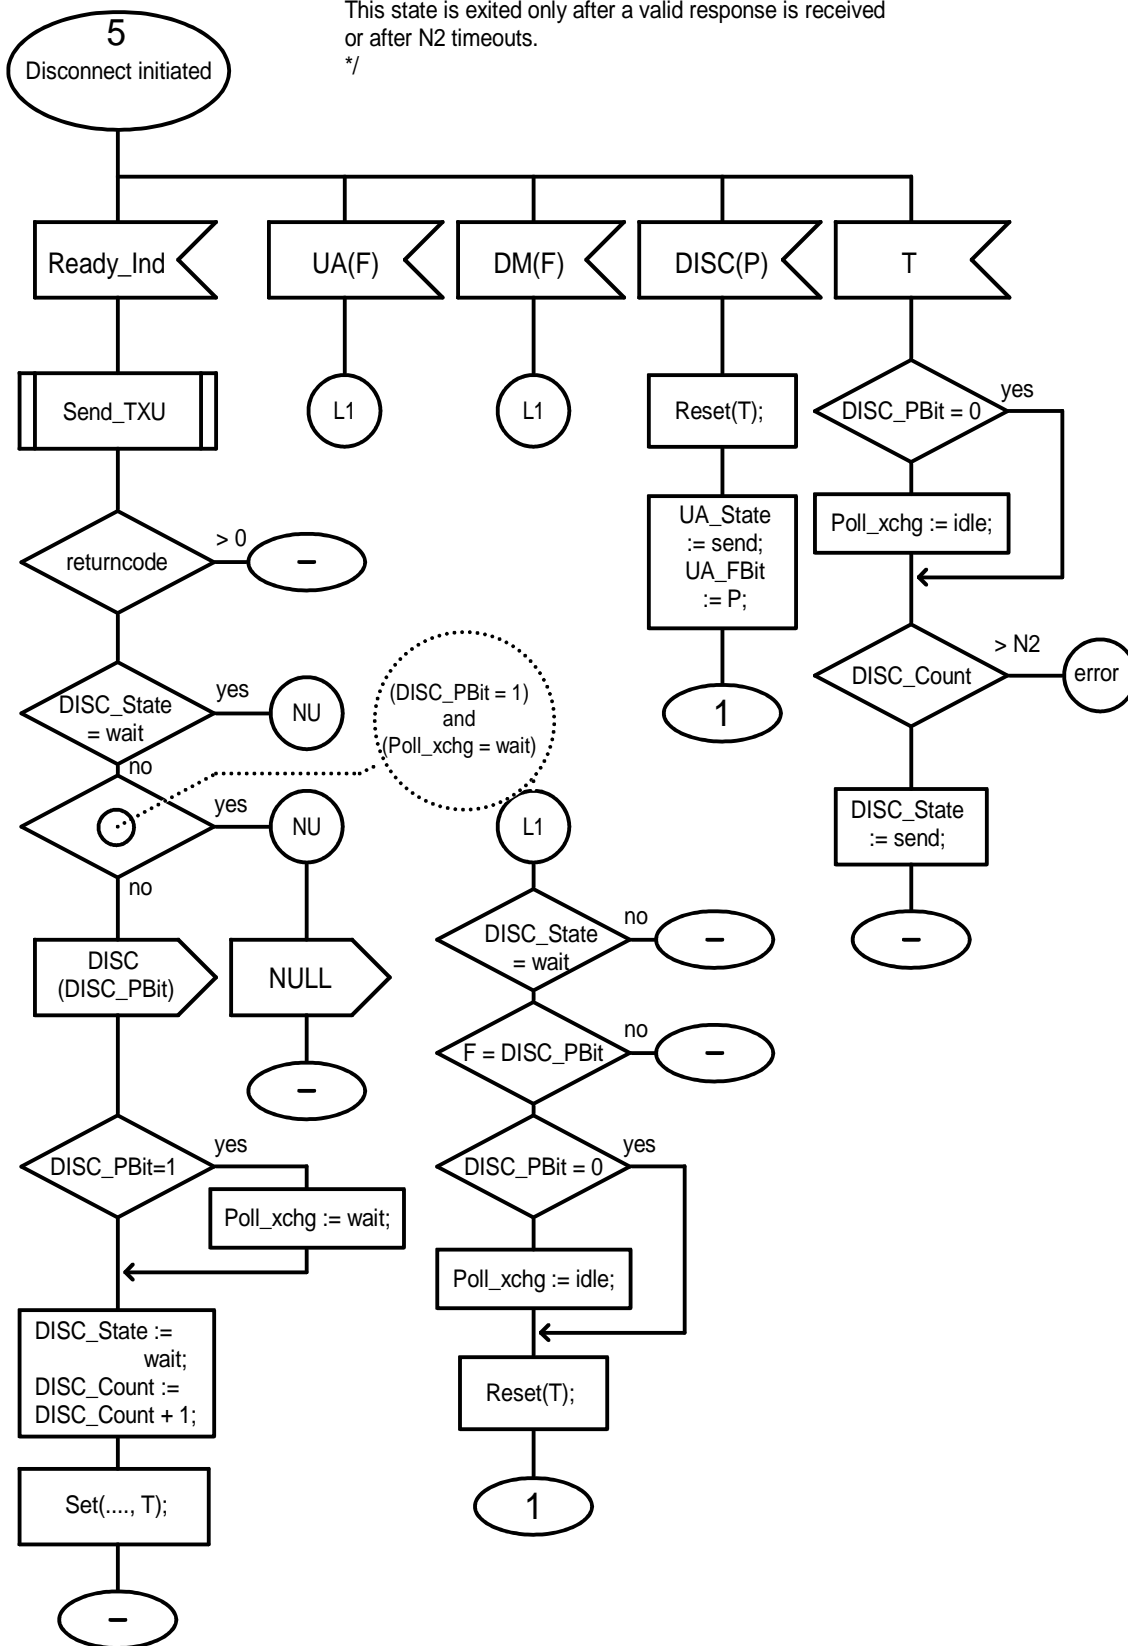 This state is exited only after a valid response is received
or after N2 timeouts.
*/
5
Disconnect initiated
Ready_Ind
UA(F)
DM(F)
DISC(P)
T
Send_TXU
L1
L1
Reset(T);
DISC_PBit = 0
yes
UA_State
:= send;
UA_FBit
:= P;
Poll_xchg := idle;
returncode
> 0
–
DISC_Count
> N2
error
DISC_State
= wait
yes
NU
(DISC_PBit = 1)
and
(Poll_xchg = wait)
1
no
yes
NU
L1
DISC_State
:= send;
no
DISC
(DISC_PBit)
NULL
DISC_State
= wait
no
–
–
F = DISC_PBit
no
–
–
DISC_PBit=1
yes
DISC_PBit = 0
yes
Poll_xchg := wait;
Poll_xchg := idle;
DISC_State :=
wait;
DISC_Count :=
DISC_Count + 1;
Reset(T);
Set(...., T);
1
–